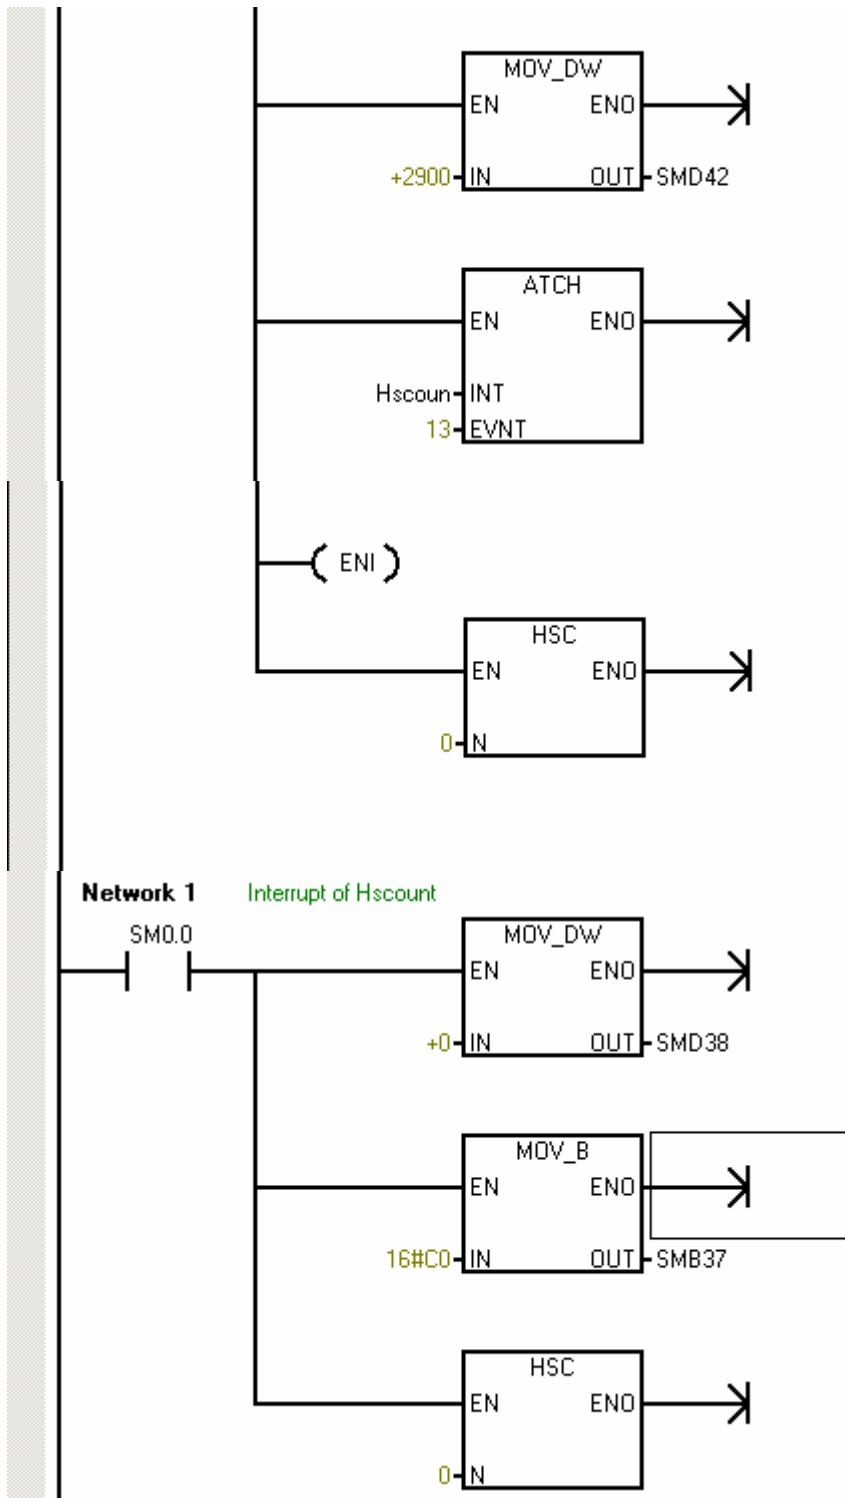 MOV_DW
EN ENO
+2900 IN OUT SMD42
ATCH
EN ENO
Hscoun INT
13 EVNT
( ENI )
HSC
EN ENO
0 N
Network 1 Interrupt of Hscount
SM0.0 MOV_DW
EN ENO
+0 IN OUT SMD38
MOV_B
EN ENO
16#C0 IN OUT SMB37
HSC
EN ENO
0 N